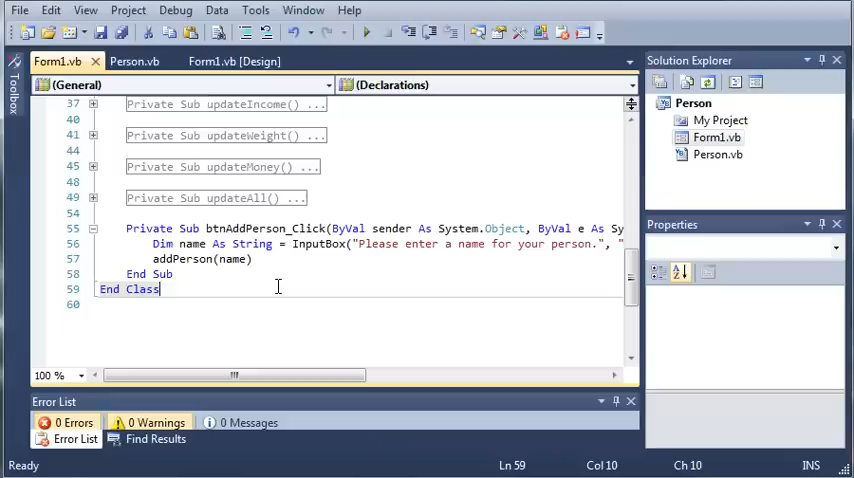 File Edit View Project Debug Data Tools Window Help
Form1.vb Person.vb Form1.vb [Design]
(General) (Declarations)
Toolbox
37 Private Sub updateIncome() ...
40
41 Private Sub updateWeight() ...
44
45 Private Sub updateMoney() ...
48
49 Private Sub updateAll() ...
54
55 Private Sub btnAddPerson_Click(ByVal sender As System.Object, ByVal e As Sy
56 Dim name As String = InputBox("Please enter a name for your person.", "
57 addPerson(name)
58 End Sub
59 End Class
60
100 %
Solution Explorer
Person
My Project
Form1.vb
Person.vb
Properties
Error List
0 Errors 0 Warnings 0 Messages
Error List Find Results
Ready Ln 59 Col 10 Ch 10 INS